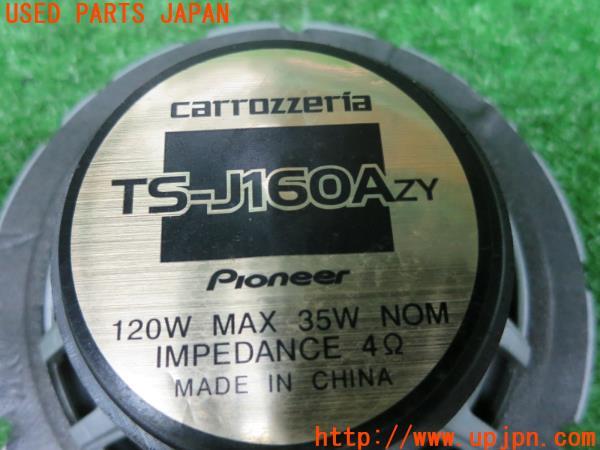 USED PARTS JAPAN
carrozzeria
TS-J160AZY
Pioneer
120W MAX 35W NOM
IMPEDANCE 4Ω
MADE IN CHINA
http://www.upjpn.com/